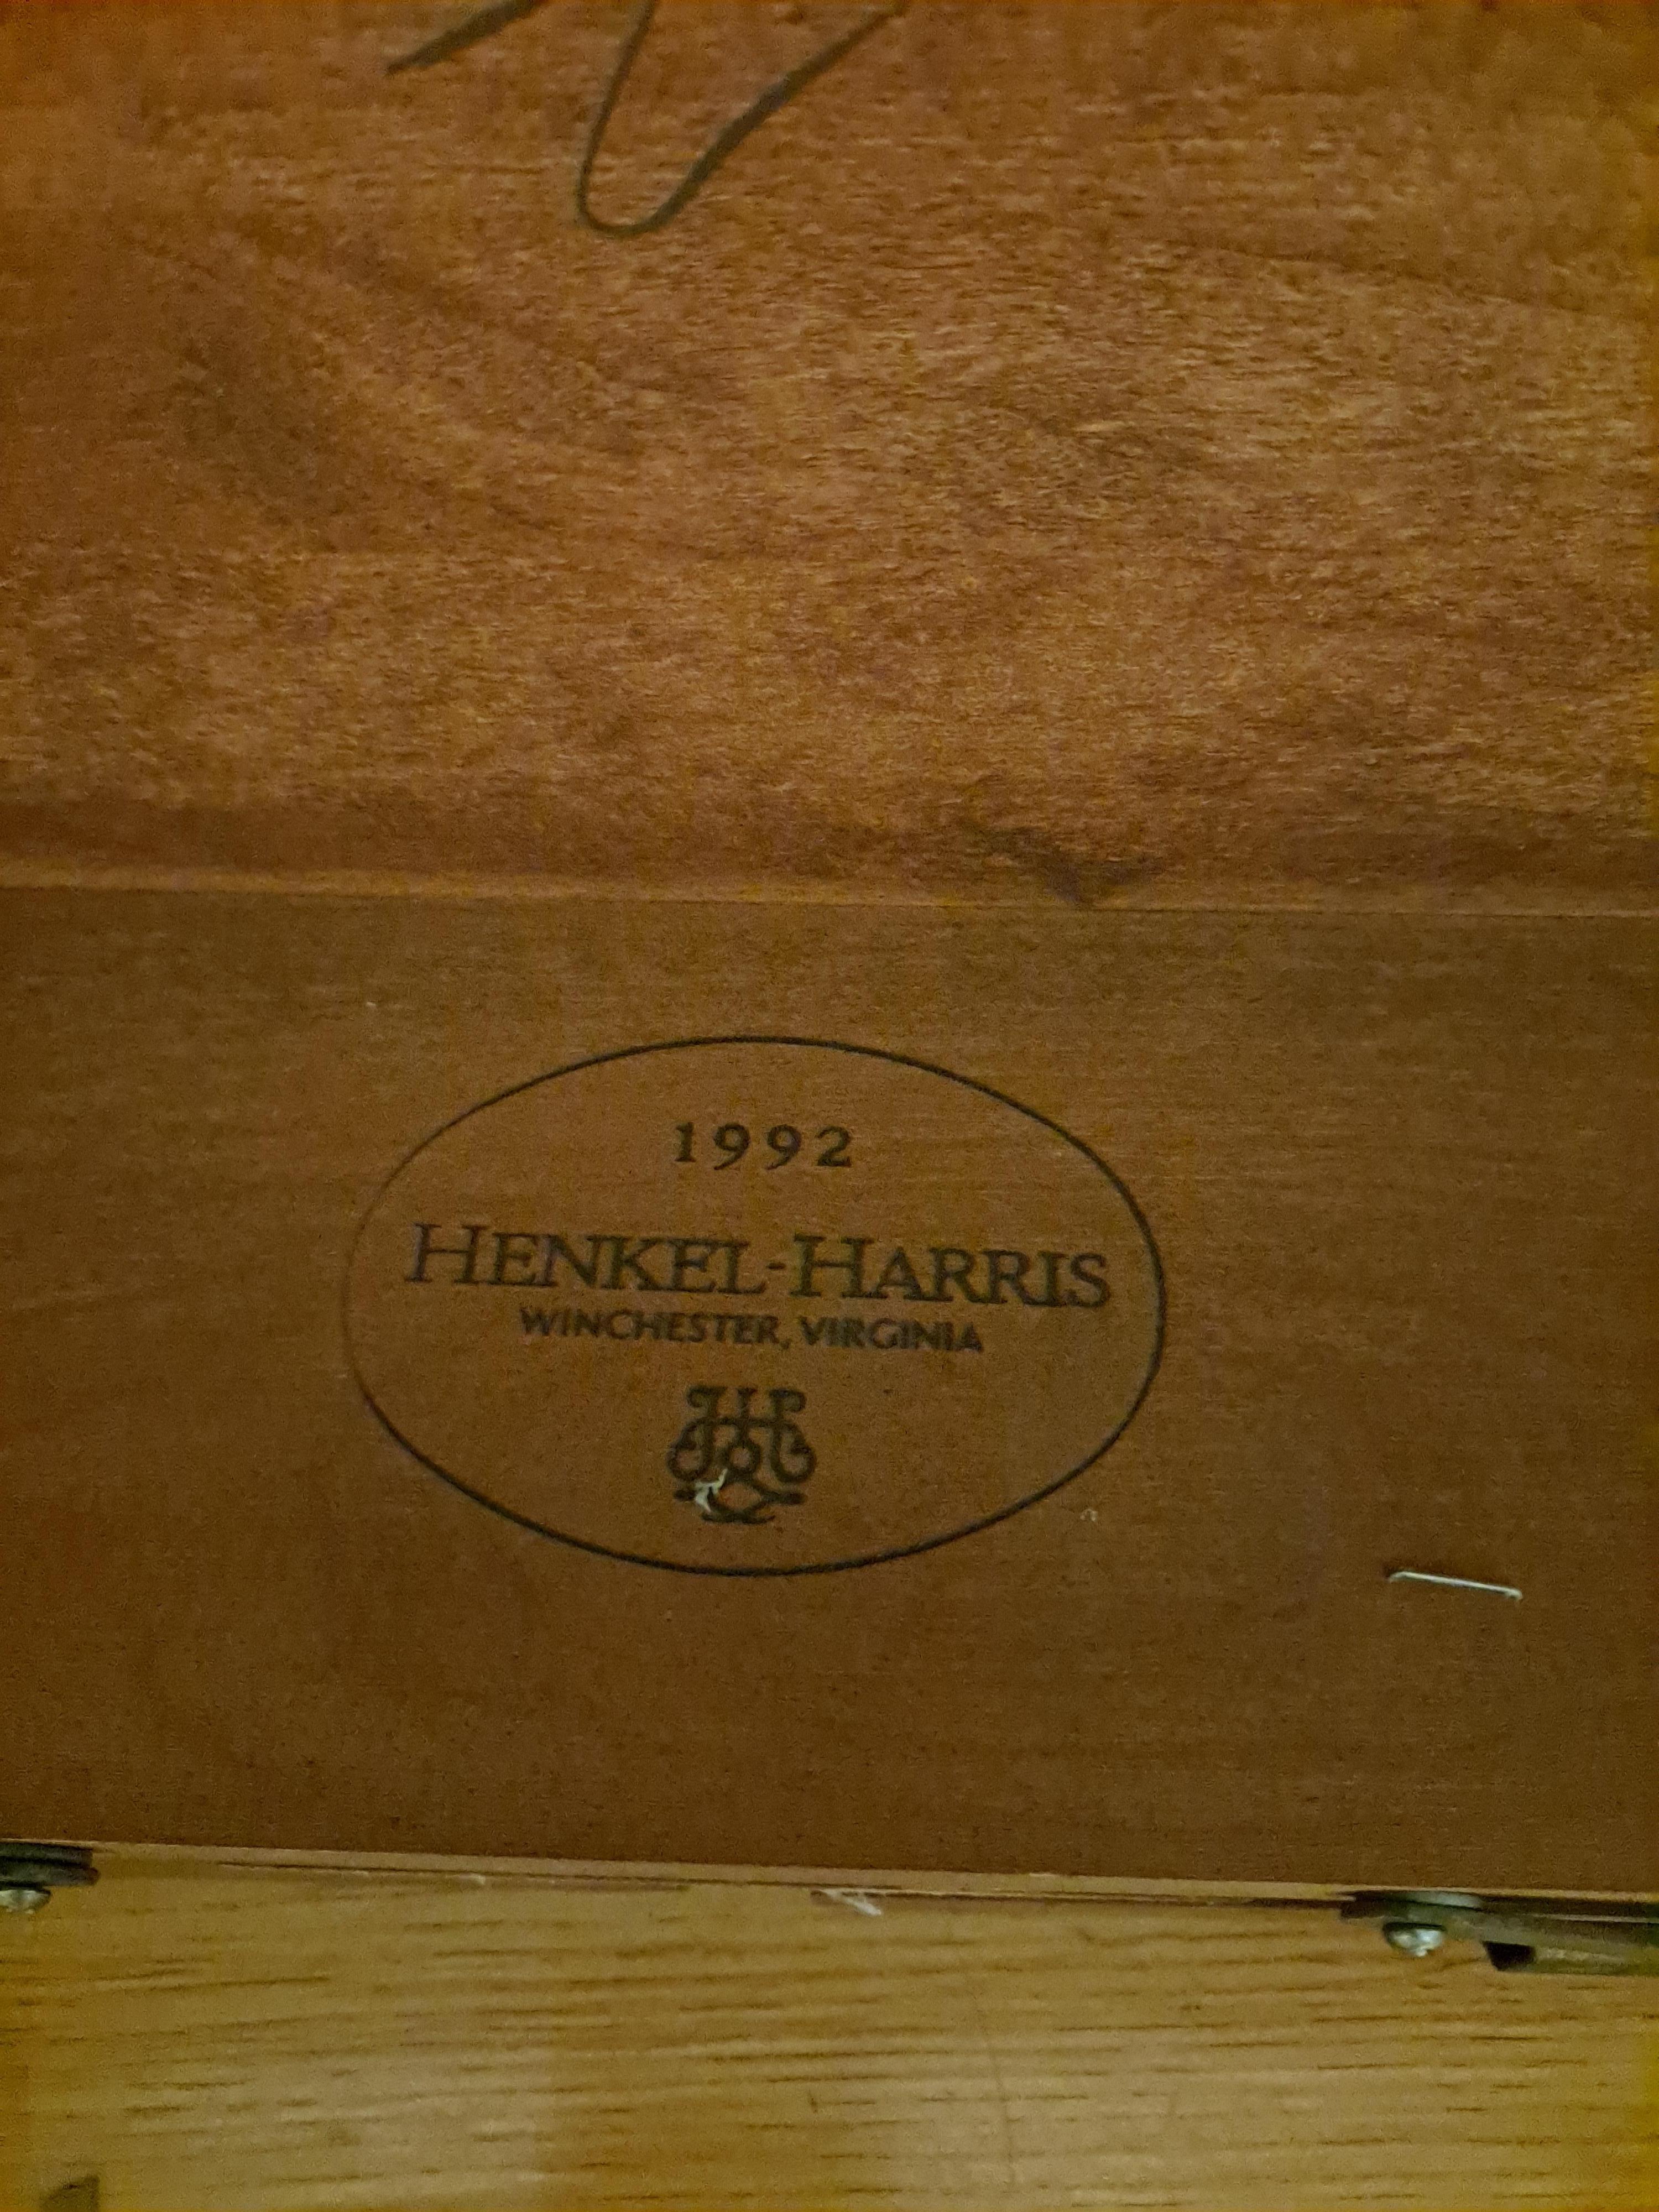 1992
HENKEL-HARRIS
WINCHESTER, VIRGINIA